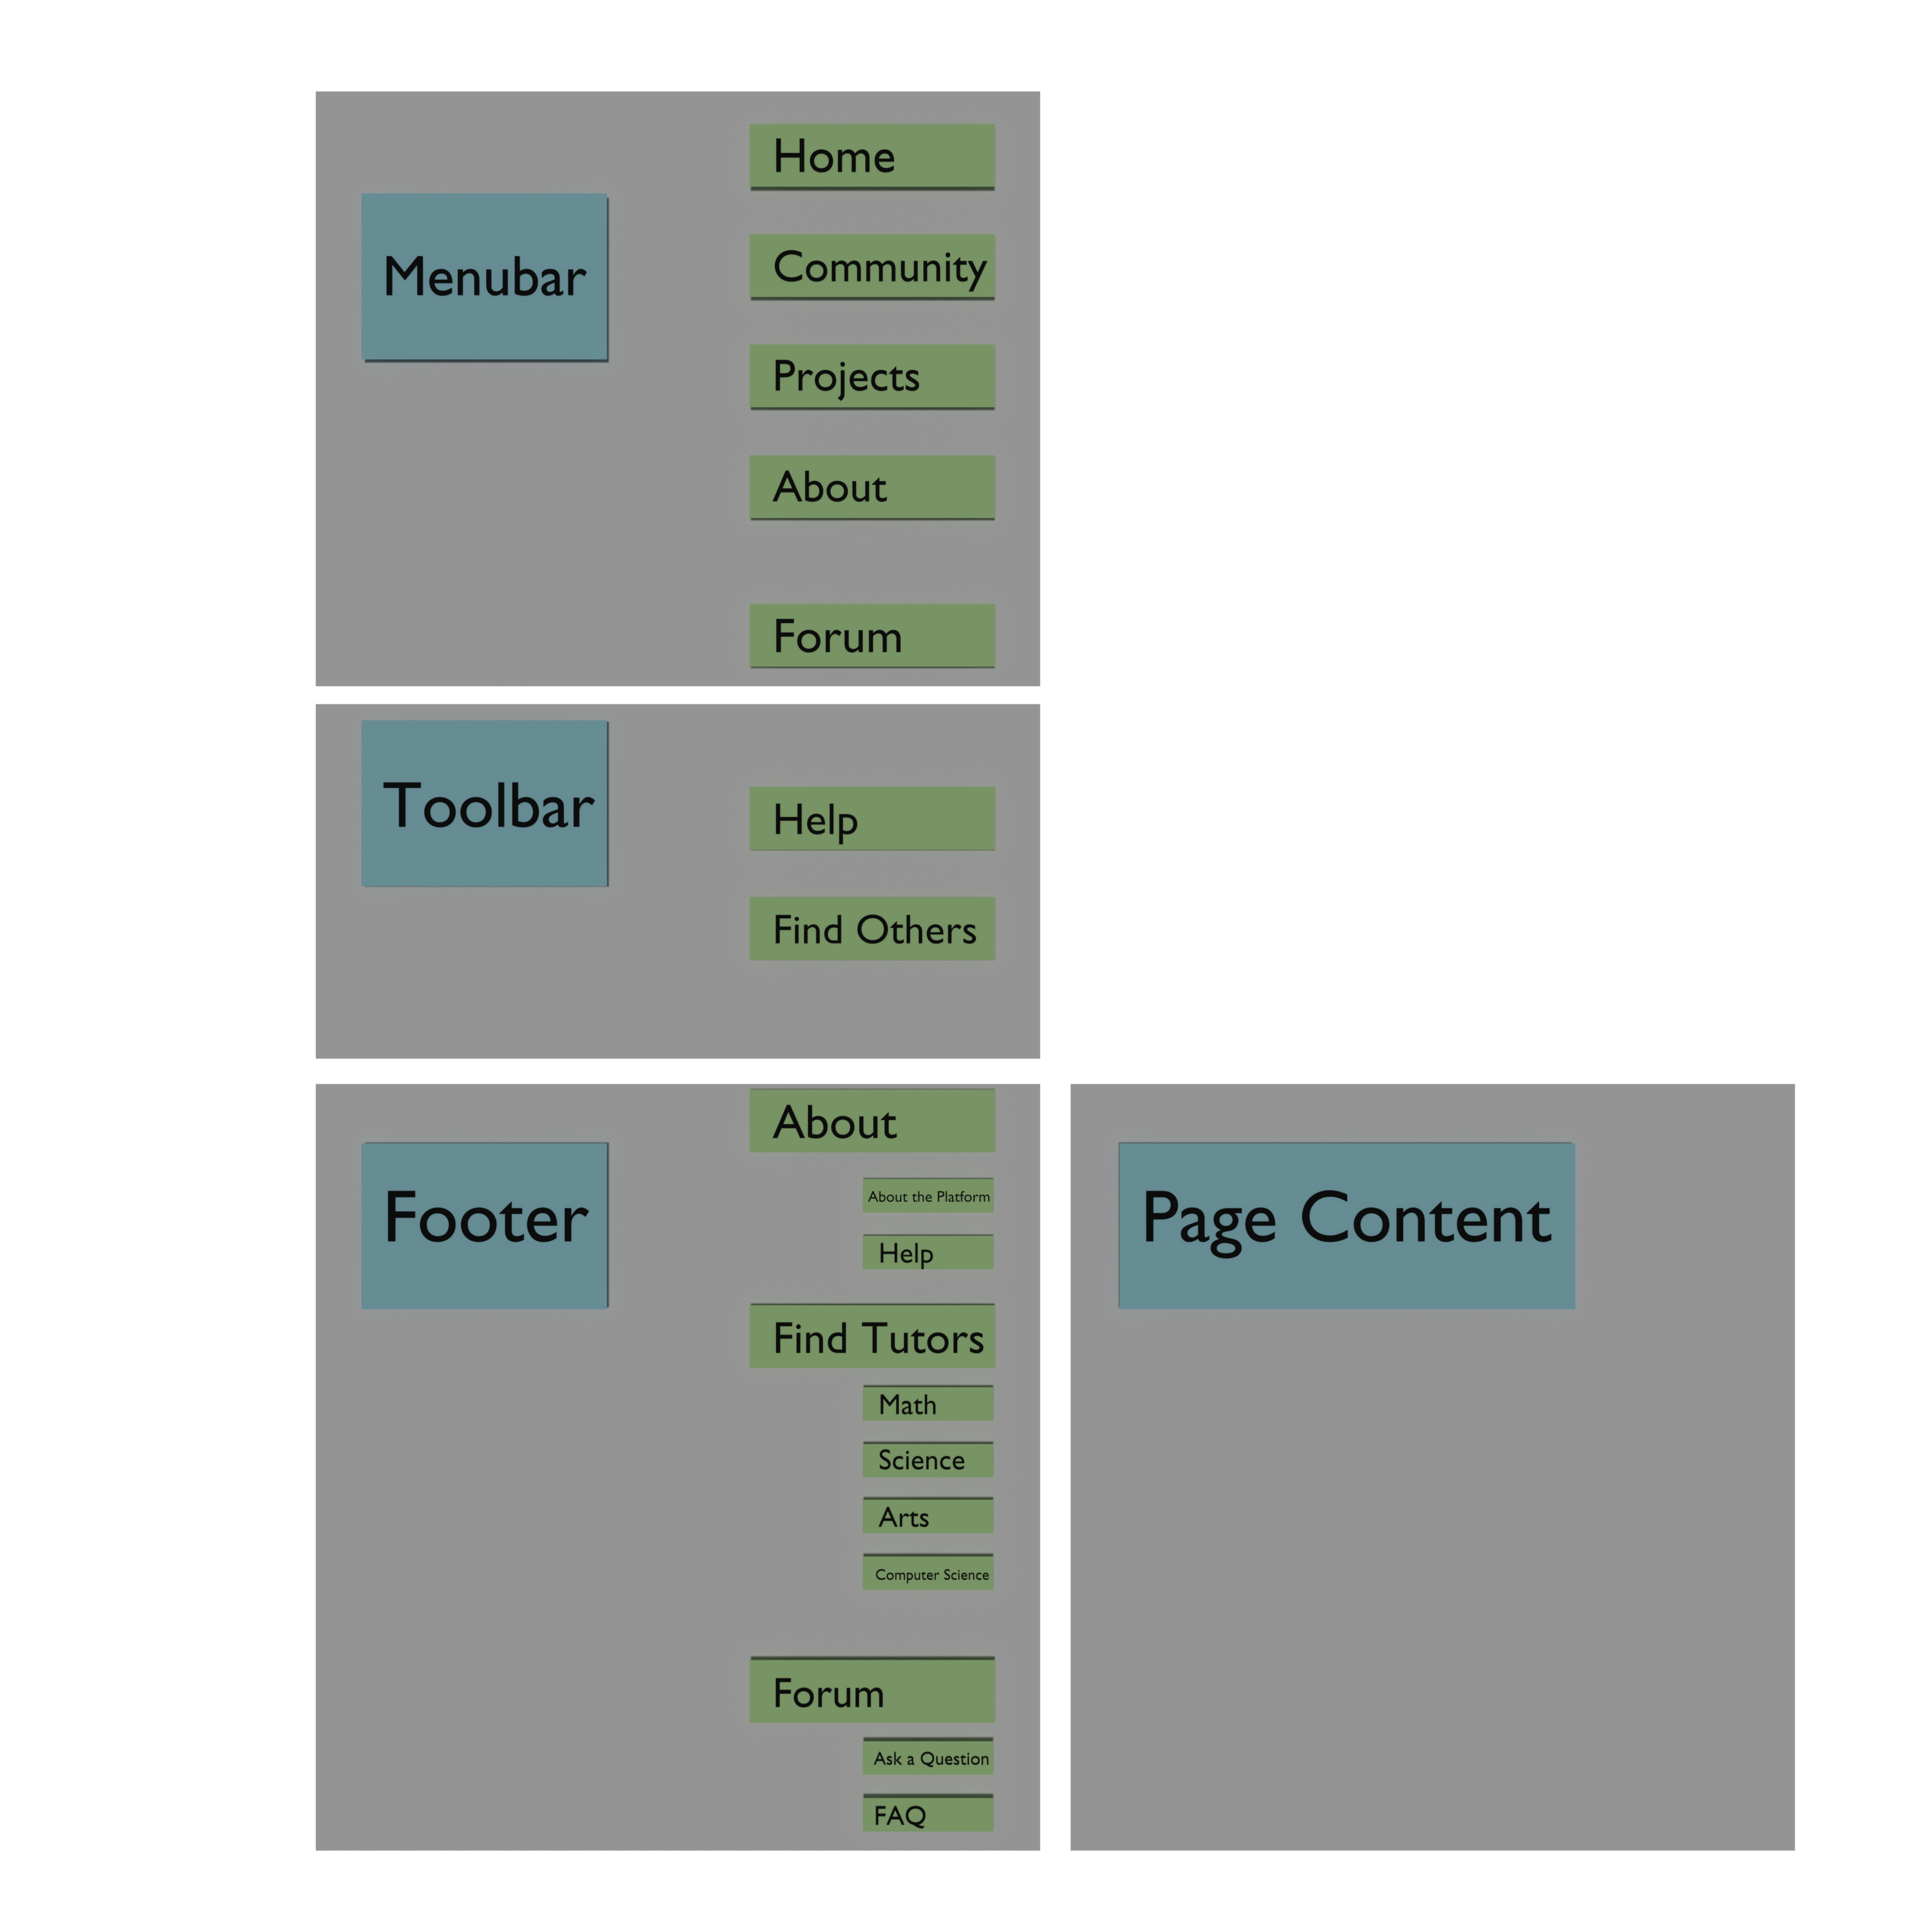 Menubar
Home
Community
Projects
About
Forum
Toolbar
Help
Find Others
Footer
About
About the Platform
Help
Find Tutors
Math
Science
Arts
Computer Science
Forum
Ask a Question
FAQ
Page Content